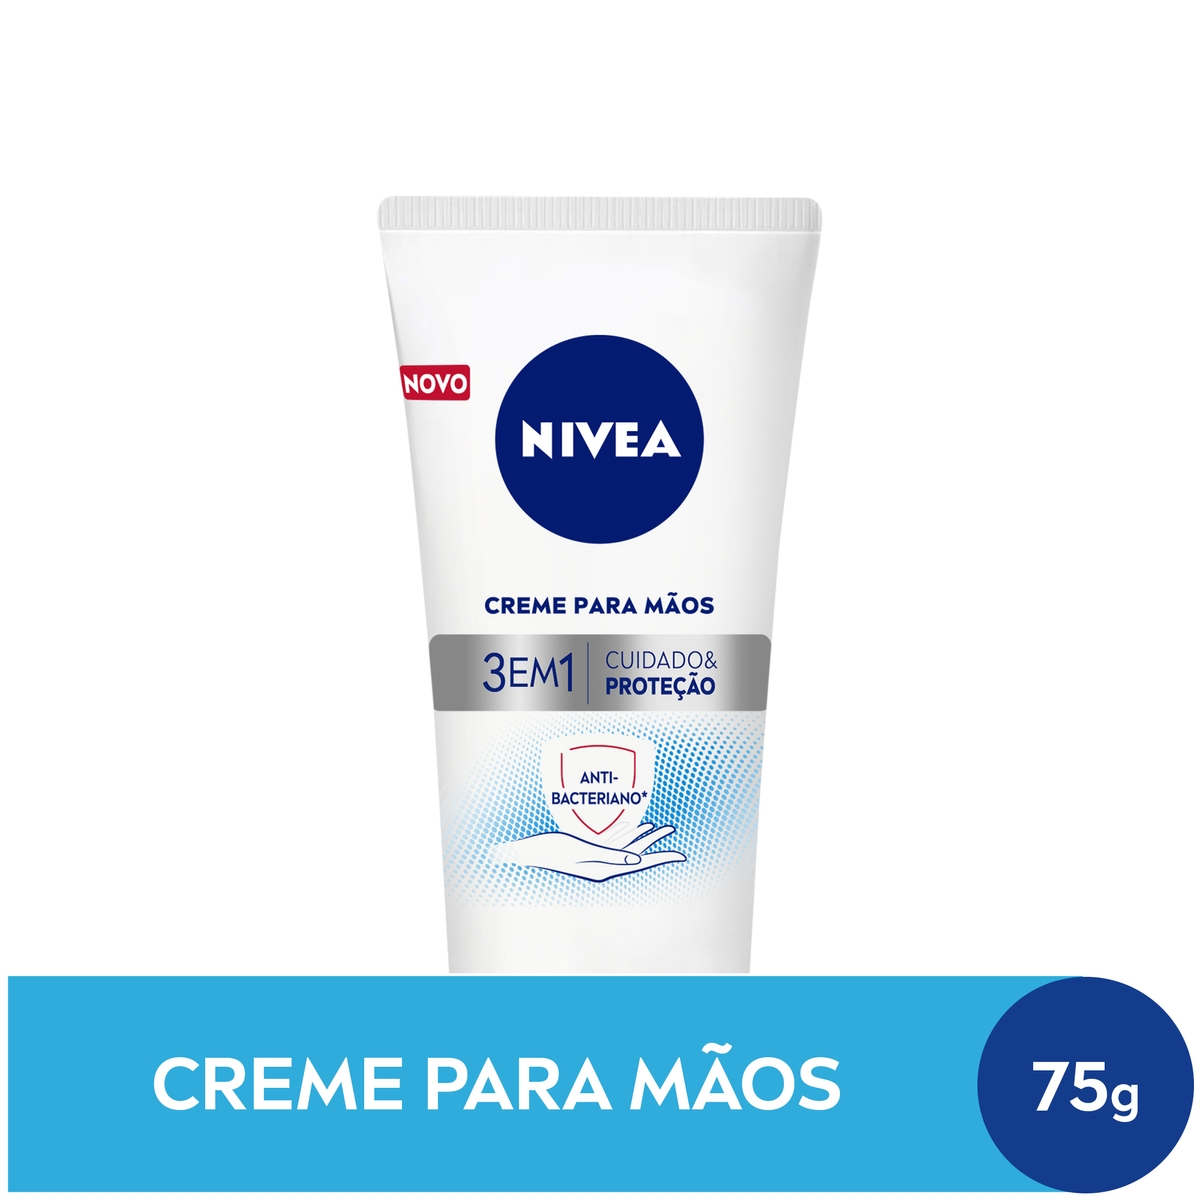 NOVO
NIVEA
CREME PARA MÃOS
3EM1
CUIDADO&
PROTEÇÃO
ANTI-
BACTERIANO*
CREME PARA MÃOS
75g